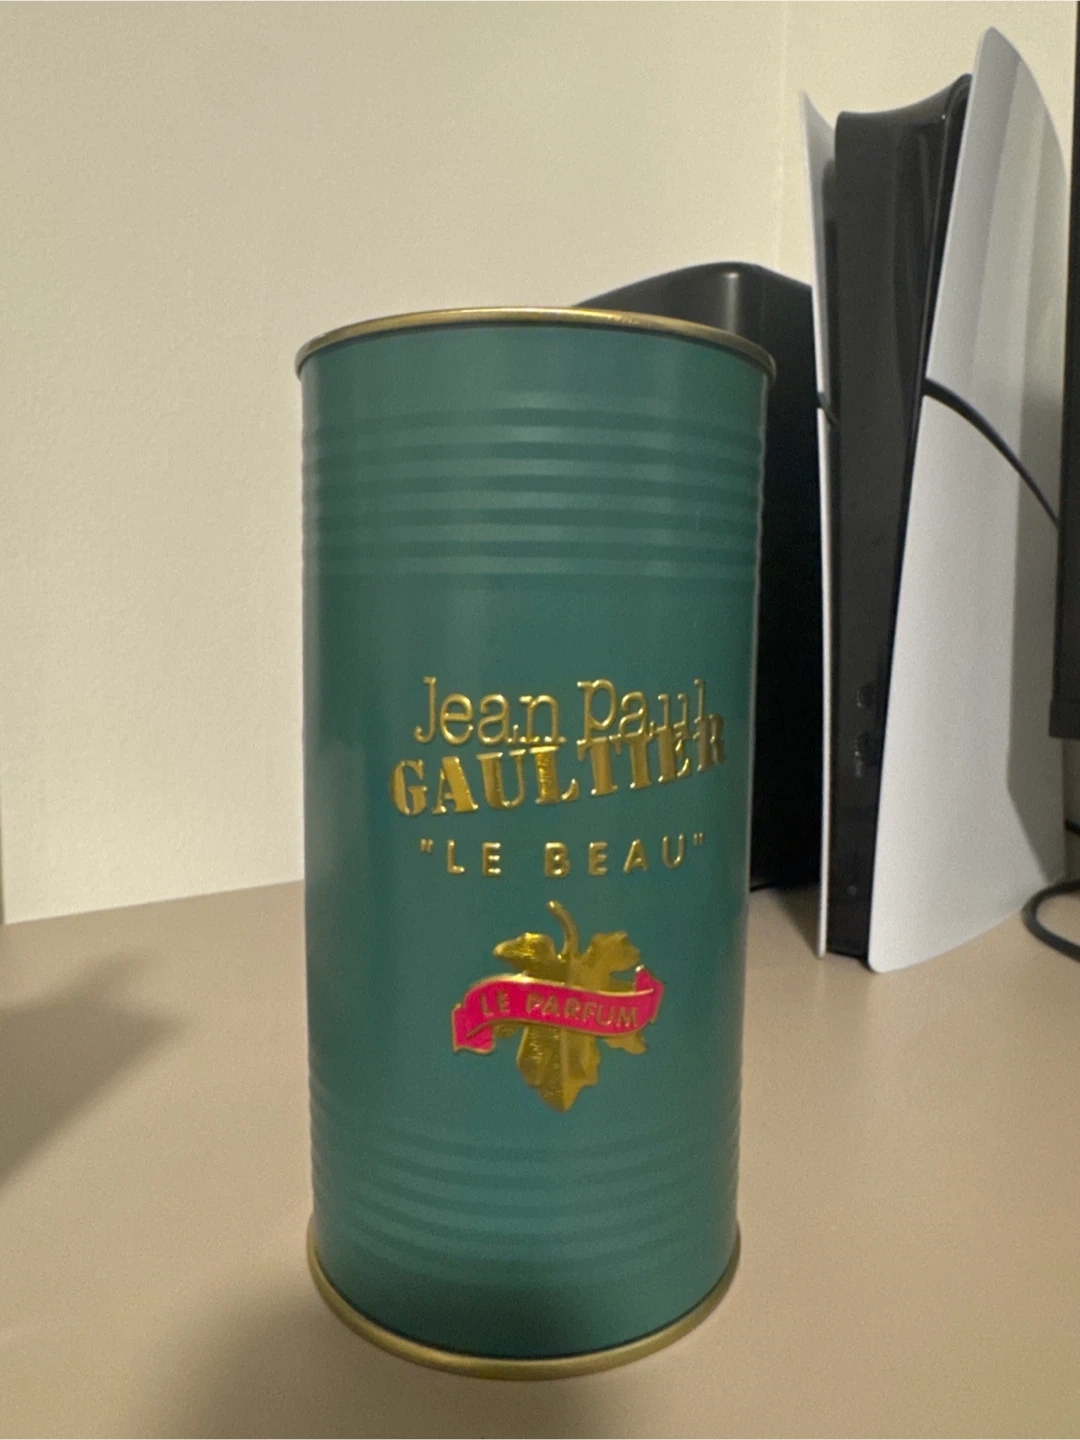 Jean Paul
GAULTIER
"LE BEAU"
LE PARFUM